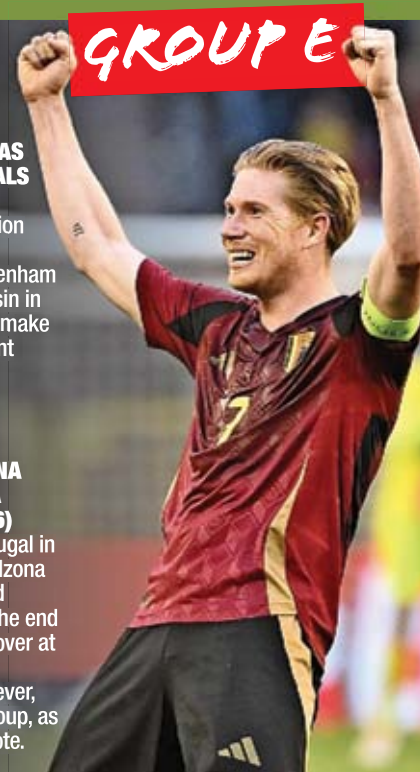 GROUP E
AS
ALS
ion
enham
sin in
make
nt
NA
6)
ugal in
lzona
d
he end
over at
ever,
oup, as
ote.
7